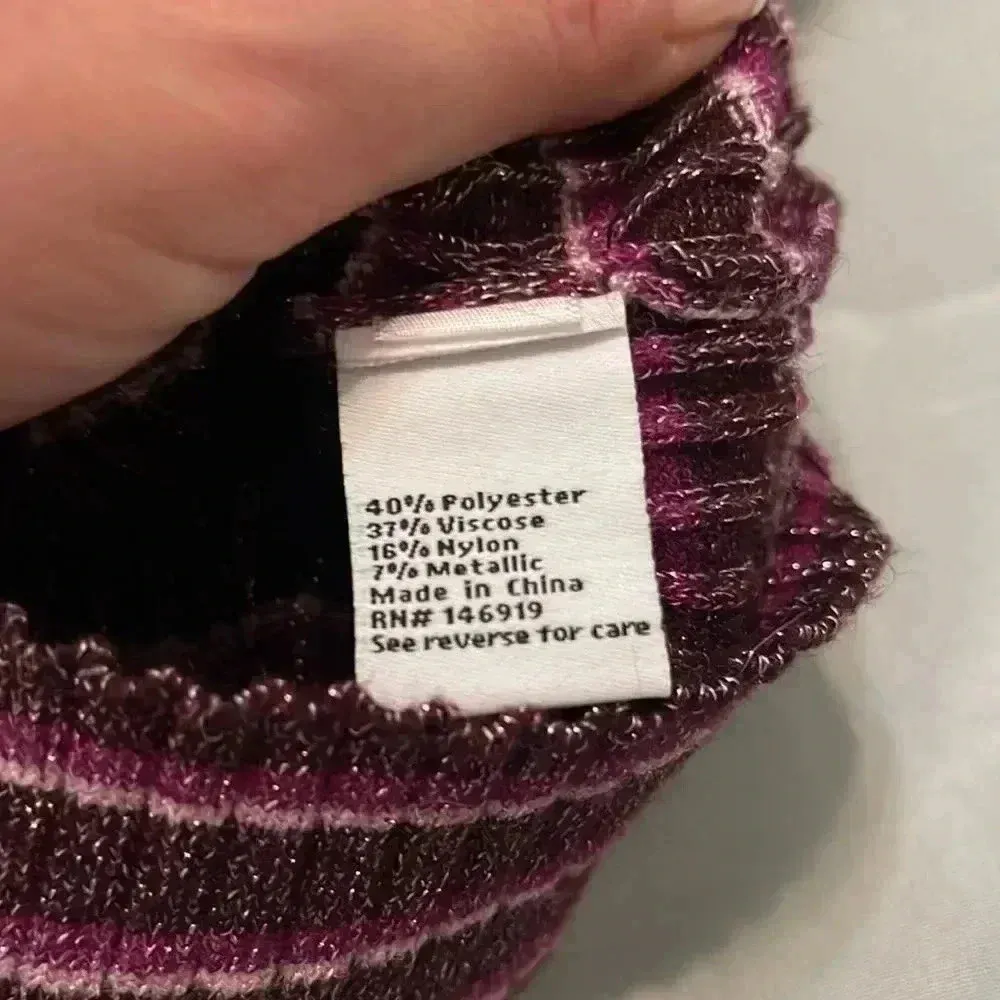 40% Polyester
37% Viscose
16% Nylon
7% Metallic
Made in China
RN# 146919
See reverse for care